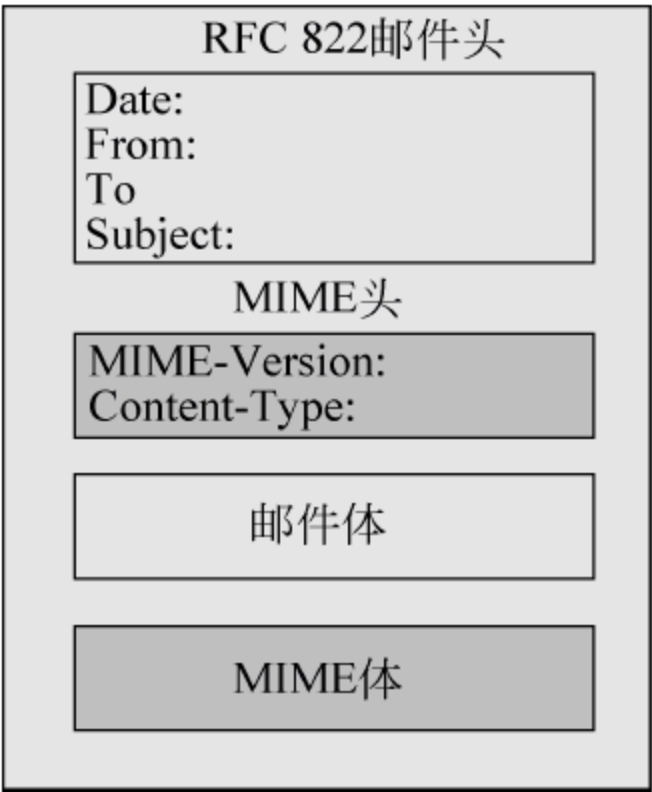 RFC 822邮件头
Date:
From:
To
Subject:
MIME头
MIME-Version:
Content-Type:
邮件体
MIME体